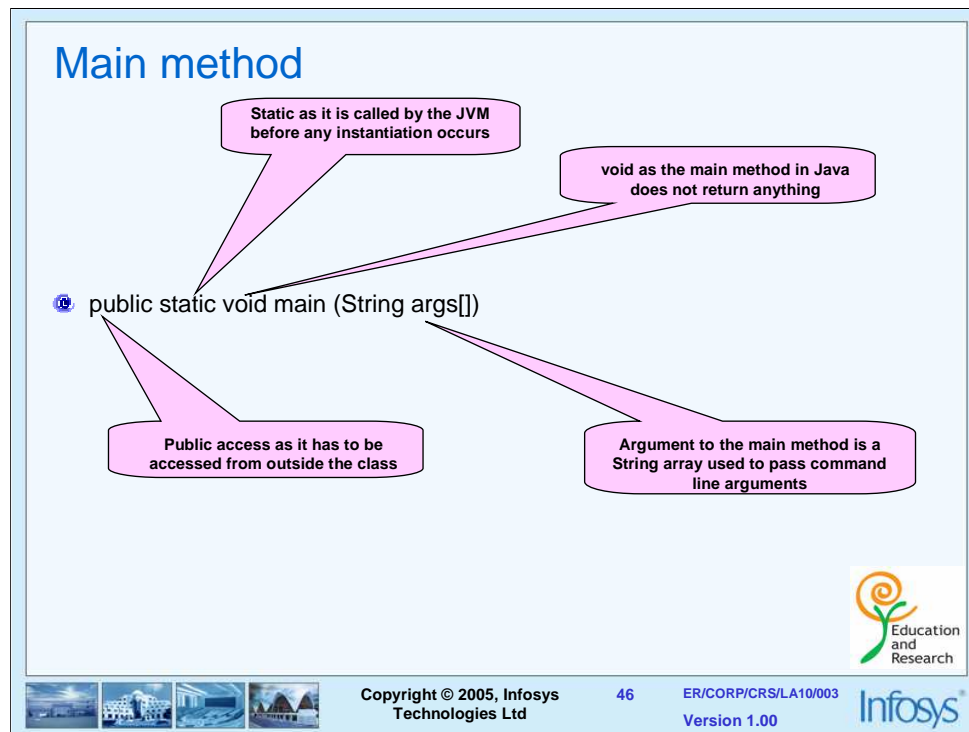 Main method
Static as it is called by the JVM
before any instantiation occurs
void as the main method in Java
does not return anything
public static void main (String args[])
Public access as it has to be
accessed from outside the class
Argument to the main method is a
String array used to pass command
line arguments
Education
and
Research
Copyright © 2005, Infosys
Technologies Ltd
46
ER/CORP/CRS/LA10/003
Version 1.00
Infosys®